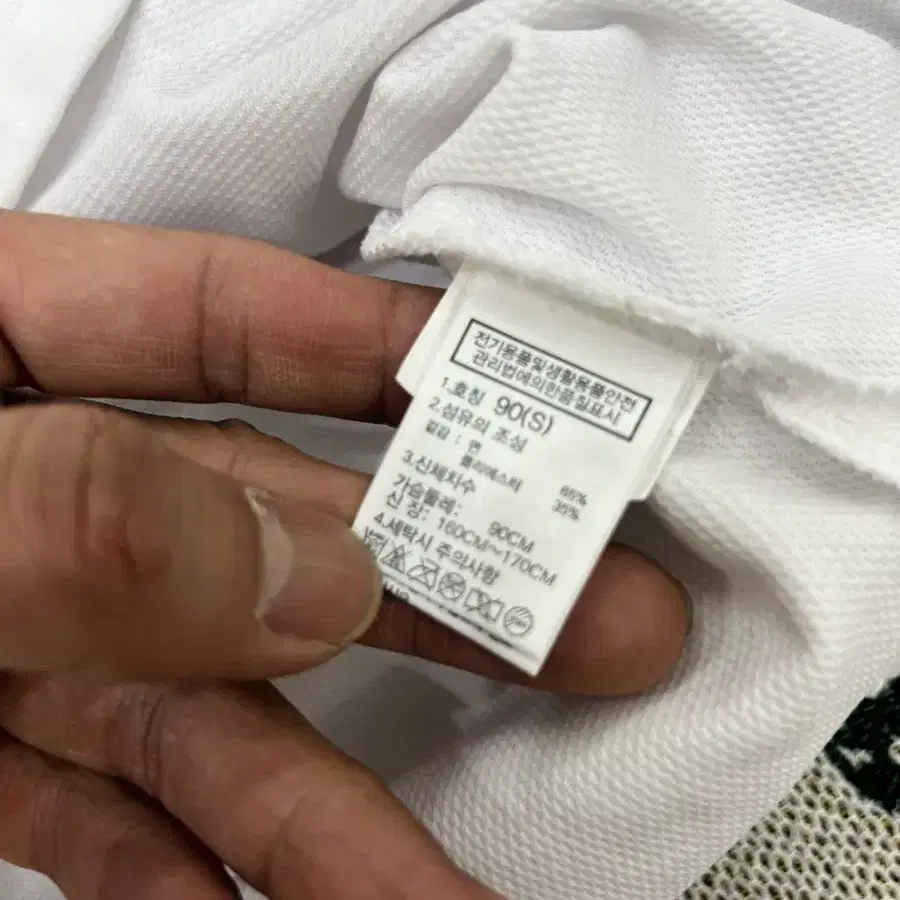 전기용품및생활용품안전
관리법에의한품질표시
1.호칭 90(S)
2.섬유의 조성
겉감 : 면 65%
폴리에스터 35%
3.신체치수
가슴둘레: 90CM
신 장: 160CM~170CM
4.세탁시 주의사항